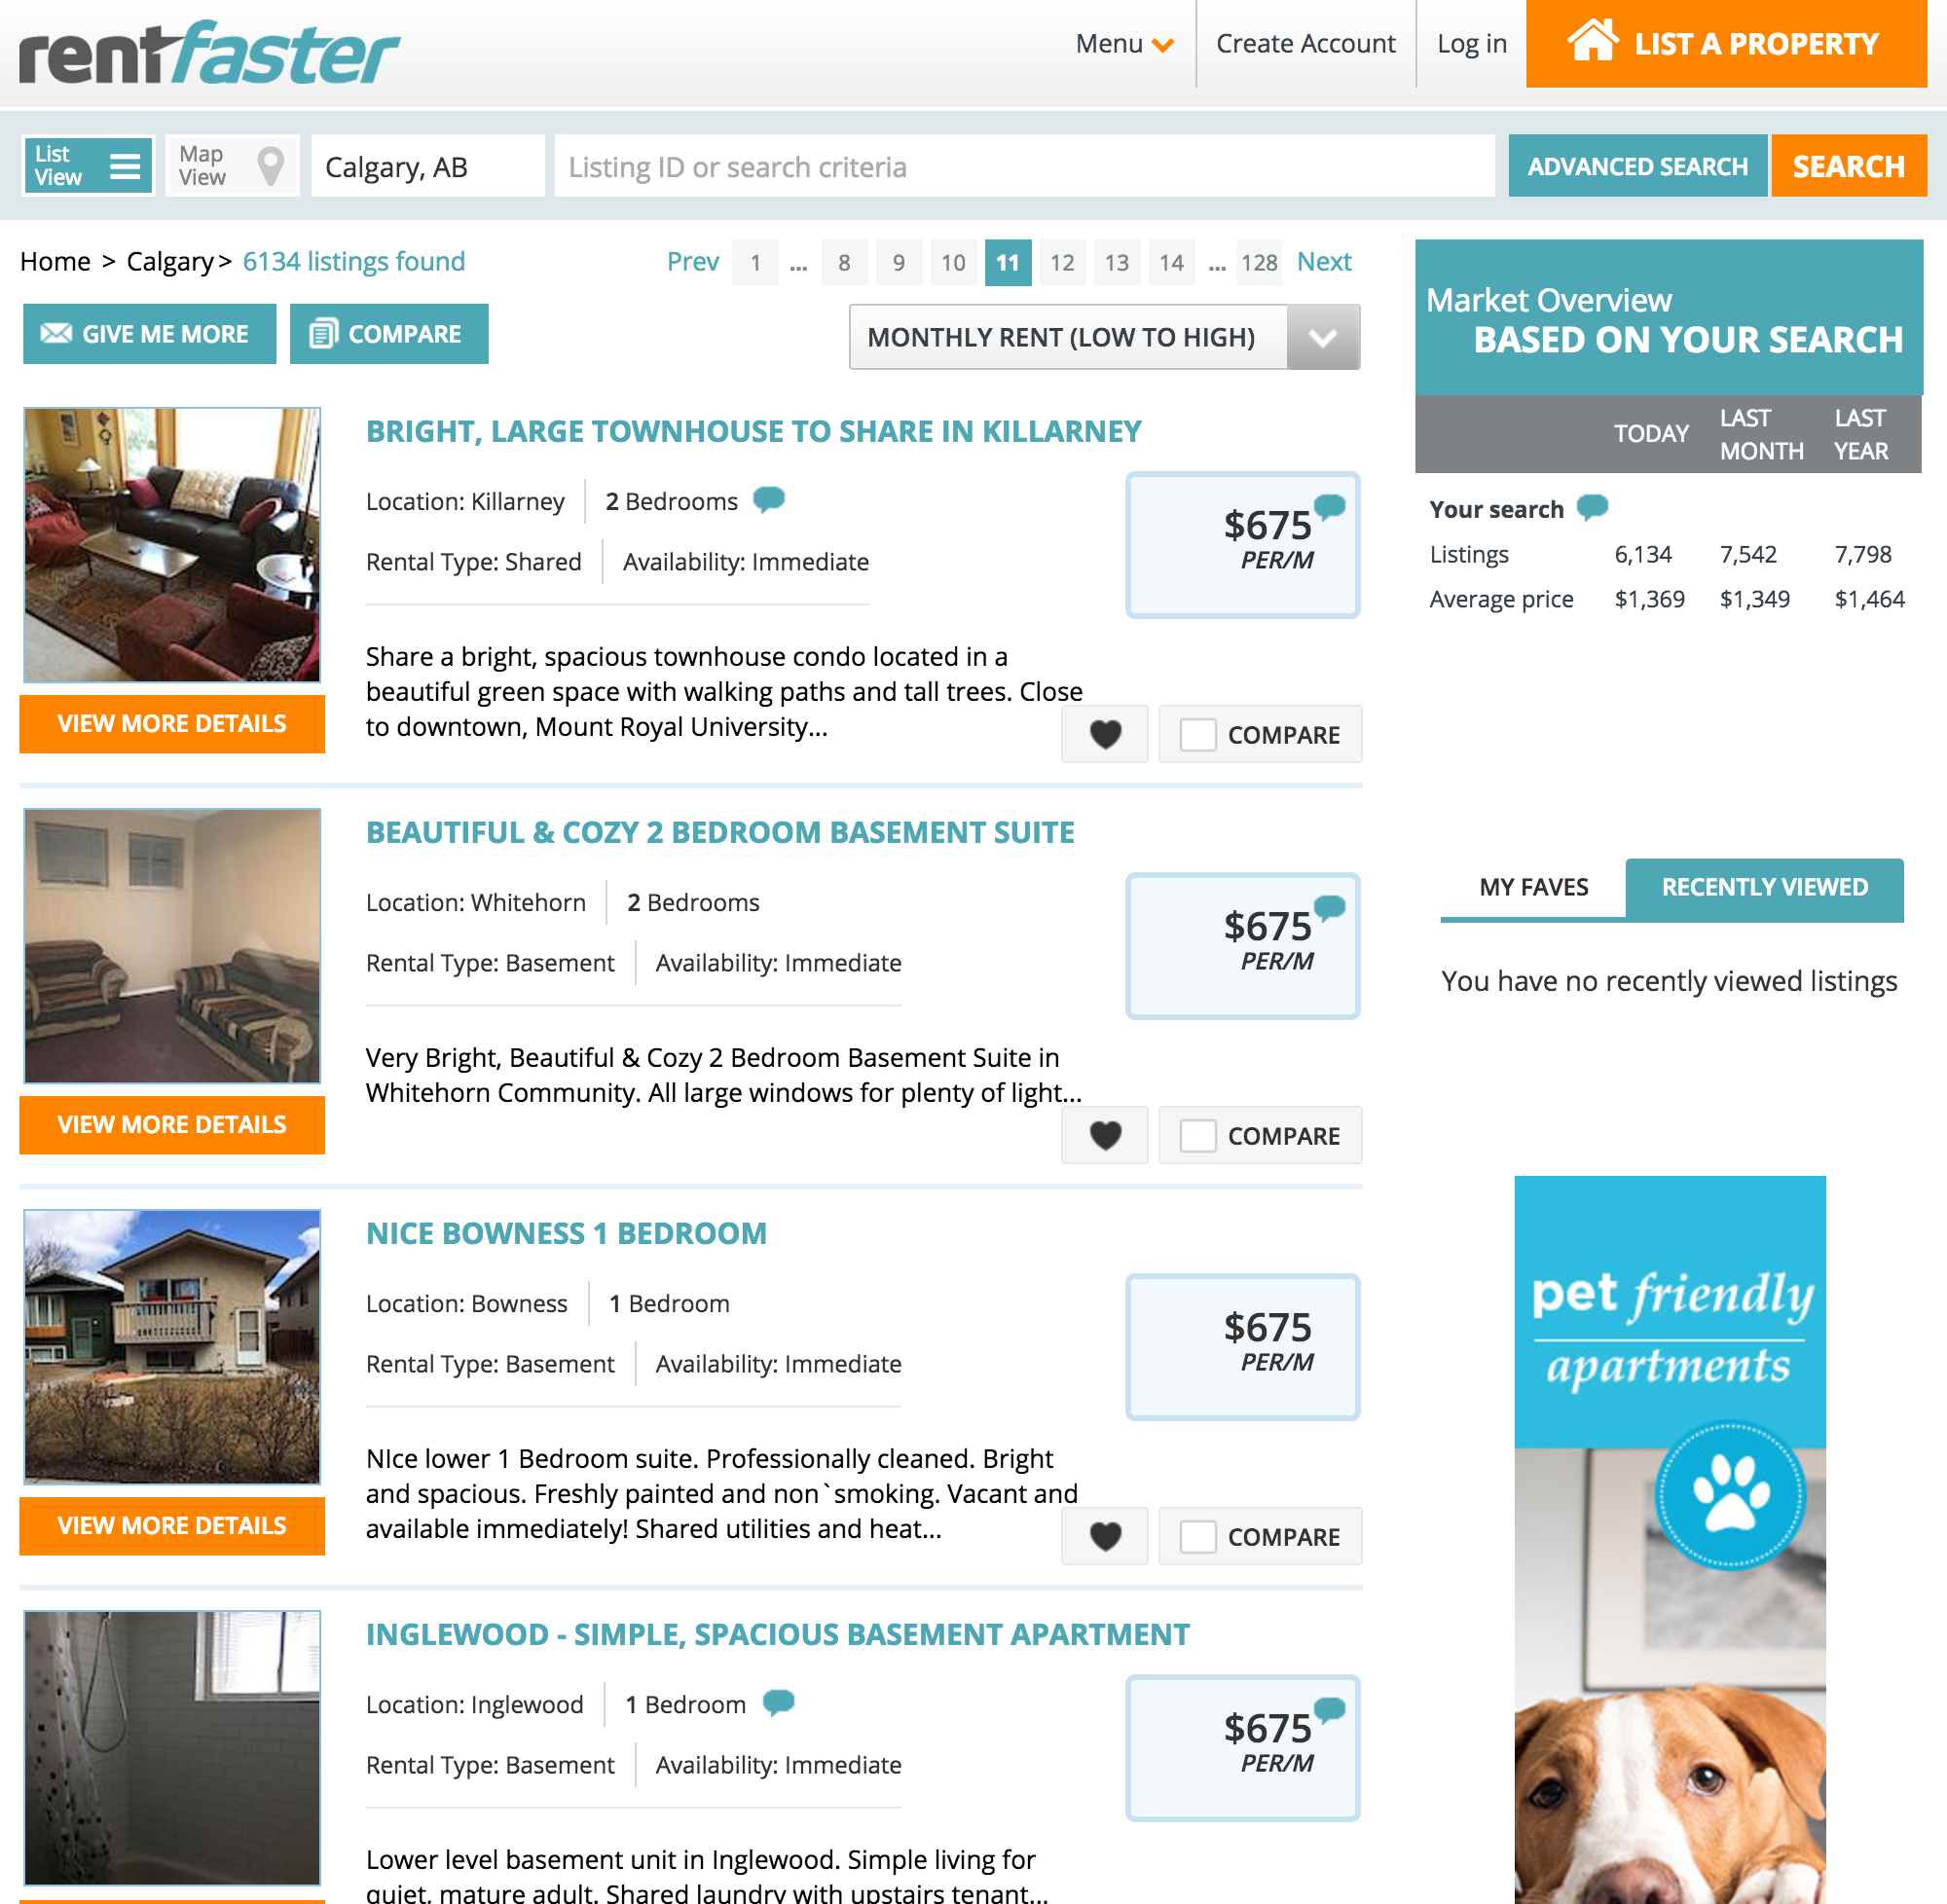 rentfaster
Menu
Create Account
Log in
LIST A PROPERTY
List
View
Map
View
Calgary, AB
Listing ID or search criteria
ADVANCED SEARCH
SEARCH
Home > Calgary > 6134 listings found
Prev 1 ... 8 9 10 11 12 13 14 ... 128 Next
GIVE ME MORE
COMPARE
MONTHLY RENT (LOW TO HIGH)
BRIGHT, LARGE TOWNHOUSE TO SHARE IN KILLARNEY
Location: Killarney
2 Bedrooms
Rental Type: Shared
Availability: Immediate
$675
PER/M
Share a bright, spacious townhouse condo located in a
beautiful green space with walking paths and tall trees. Close
to downtown, Mount Royal University...
VIEW MORE DETAILS
COMPARE
BEAUTIFUL & COZY 2 BEDROOM BASEMENT SUITE
Location: Whitehorn
2 Bedrooms
Rental Type: Basement
Availability: Immediate
$675
PER/M
Very Bright, Beautiful & Cozy 2 Bedroom Basement Suite in
Whitehorn Community. All large windows for plenty of light...
VIEW MORE DETAILS
COMPARE
NICE BOWNESS 1 BEDROOM
Location: Bowness
1 Bedroom
Rental Type: Basement
Availability: Immediate
$675
PER/M
NIce lower 1 Bedroom suite. Professionally cleaned. Bright
and spacious. Freshly painted and non`smoking. Vacant and
available immediately! Shared utilities and heat...
VIEW MORE DETAILS
COMPARE
INGLEWOOD - SIMPLE, SPACIOUS BASEMENT APARTMENT
Location: Inglewood
1 Bedroom
Rental Type: Basement
Availability: Immediate
$675
PER/M
Lower level basement unit in Inglewood. Simple living for
quiet, mature adult. Shared laundry with upstairs tenant...
Market Overview
BASED ON YOUR SEARCH
TODAY
LAST
MONTH
LAST
YEAR
Your search
Listings 6,134 7,542 7,798
Average price $1,369 $1,349 $1,464
MY FAVES
RECENTLY VIEWED
You have no recently viewed listings
pet friendly
apartments